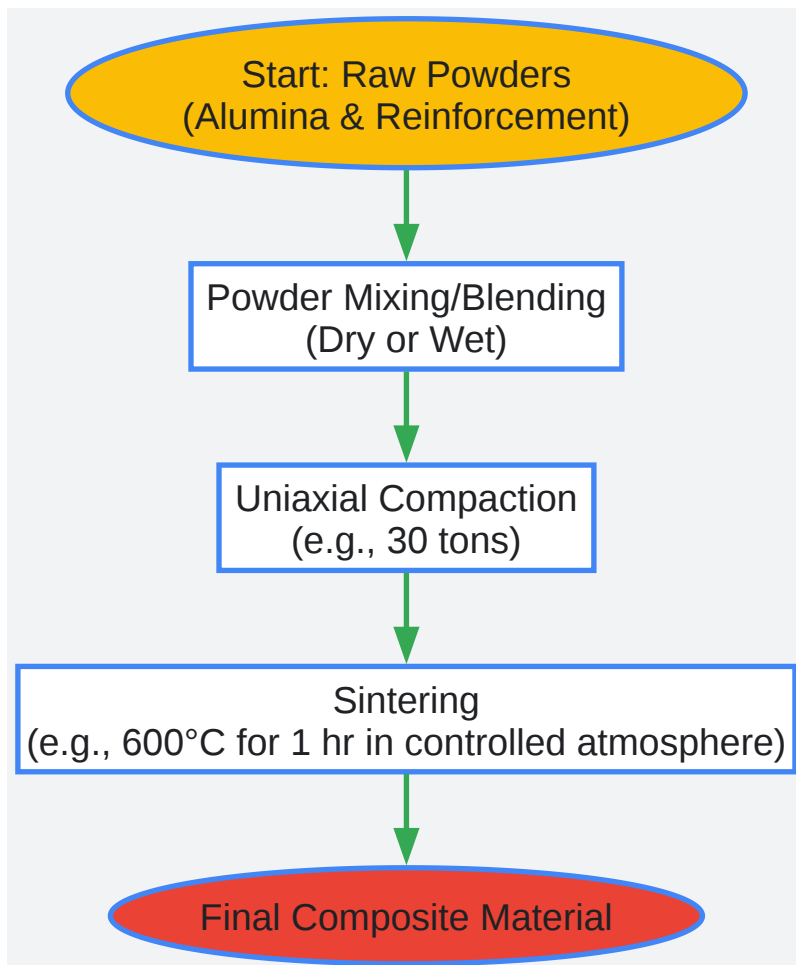 Start: Raw Powders
(Alumina & Reinforcement)
Powder Mixing/Blending
(Dry or Wet)
Uniaxial Compaction
(e.g., 30 tons)
Sintering
(e.g., 600°C for 1 hr in controlled atmosphere)
Final Composite Material